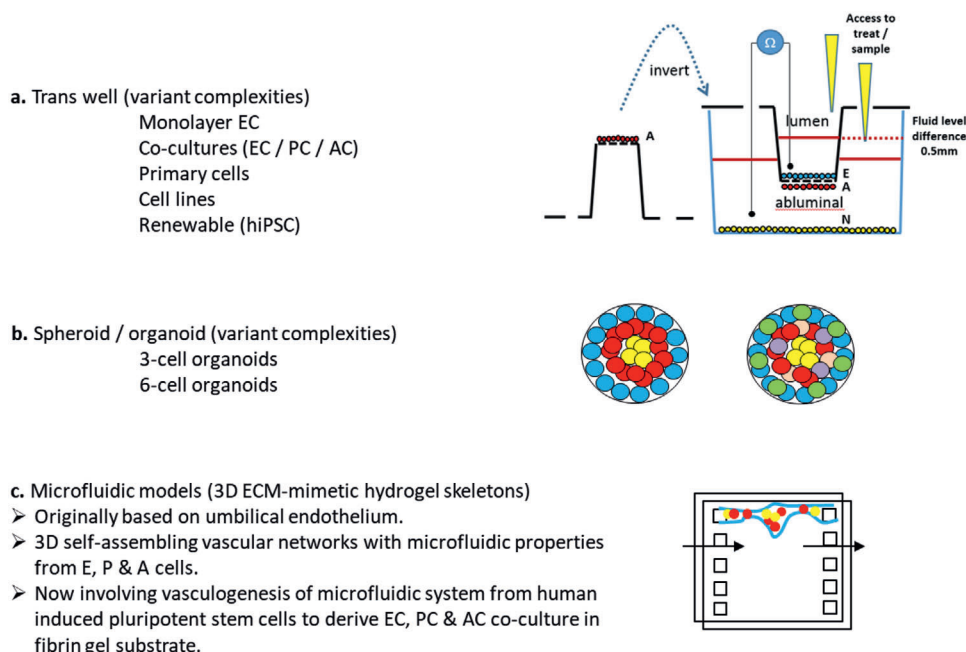 a. Trans well (variant complexities)
Monolayer EC
Co-cultures (EC / PC / AC)
Primary cells
Cell lines
Renewable (hiPSC)
invert
A
Ω
Access to
treat /
sample
lumen
Fluid level
difference
0.5mm
E
A
abluminal
N
b. Spheroid / organoid (variant complexities)
3-cell organoids
6-cell organoids
c. Microfluidic models (3D ECM-mimetic hydrogel skeletons)
➢ Originally based on umbilical endothelium.
➢ 3D self-assembling vascular networks with microfluidic properties
from E, P & A cells.
➢ Now involving vasculogenesis of microfluidic system from human
induced pluripotent stem cells to derive EC, PC & AC co-culture in
fibrin gel substrate.